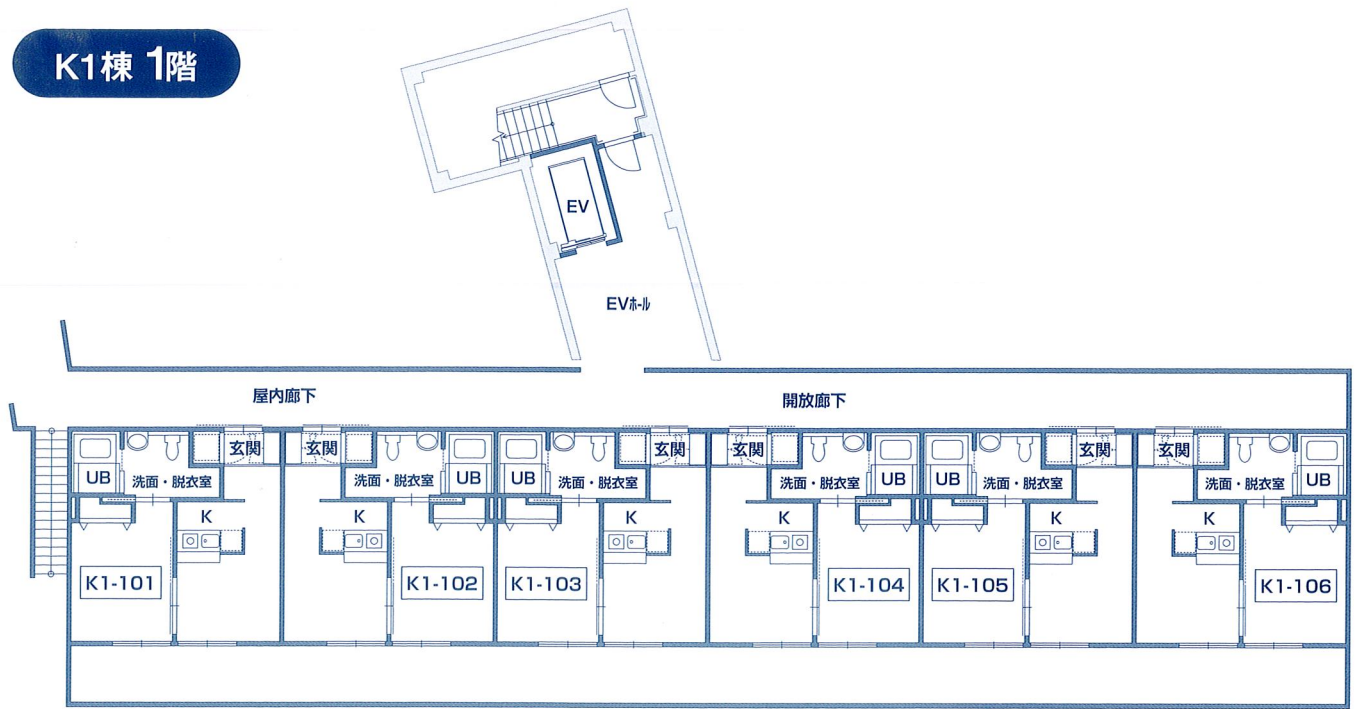 K1棟 1階
EV
EVホール
屋内廊下
開放廊下
玄関
玄関
玄関
玄関
玄関
玄関
UB
洗面・脱衣室
洗面・脱衣室
UB
UB
洗面・脱衣室
洗面・脱衣室
UB
UB
洗面・脱衣室
洗面・脱衣室
UB
K
K
K
K
K
K
K1-101
K1-102
K1-103
K1-104
K1-105
K1-106